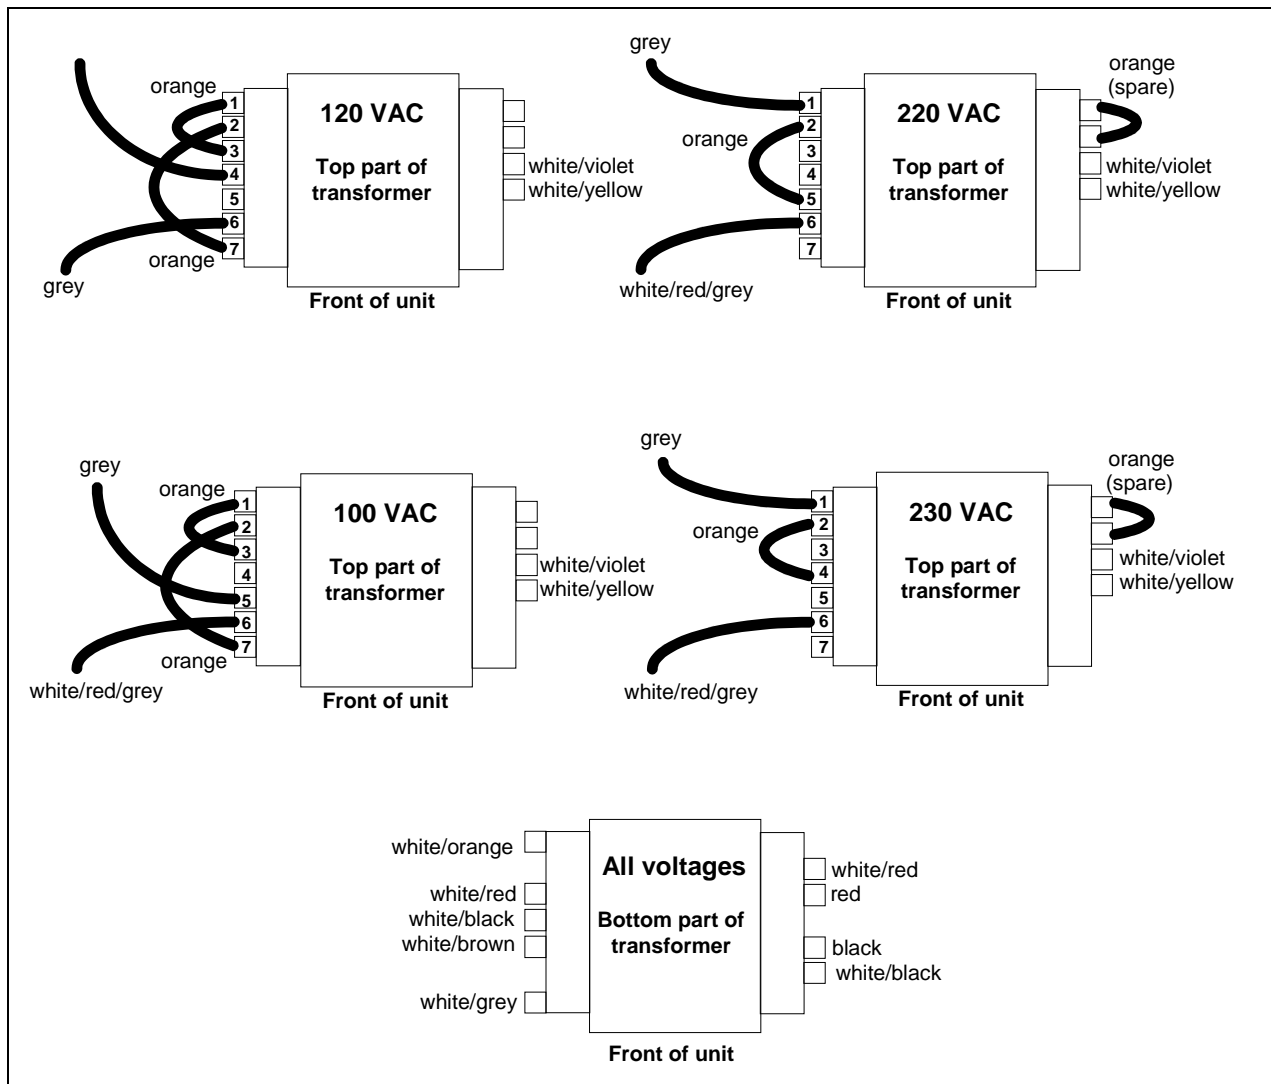 orange
1
2
3
4
5
6
7
orange
grey
120 VAC
Top part of
transformer
white/violet
white/yellow
Front of unit
grey
orange
1
2
3
4
5
6
7
white/red/grey
220 VAC
Top part of
transformer
orange
(spare)
white/violet
white/yellow
Front of unit
grey
orange
1
2
3
4
5
6
7
orange
white/red/grey
100 VAC
Top part of
transformer
white/violet
white/yellow
Front of unit
grey
orange
1
2
3
4
5
6
7
white/red/grey
230 VAC
Top part of
transformer
orange
(spare)
white/violet
white/yellow
Front of unit
white/orange
white/red
white/black
white/brown
white/grey
All voltages
Bottom part of
transformer
white/red
red
black
white/black
Front of unit